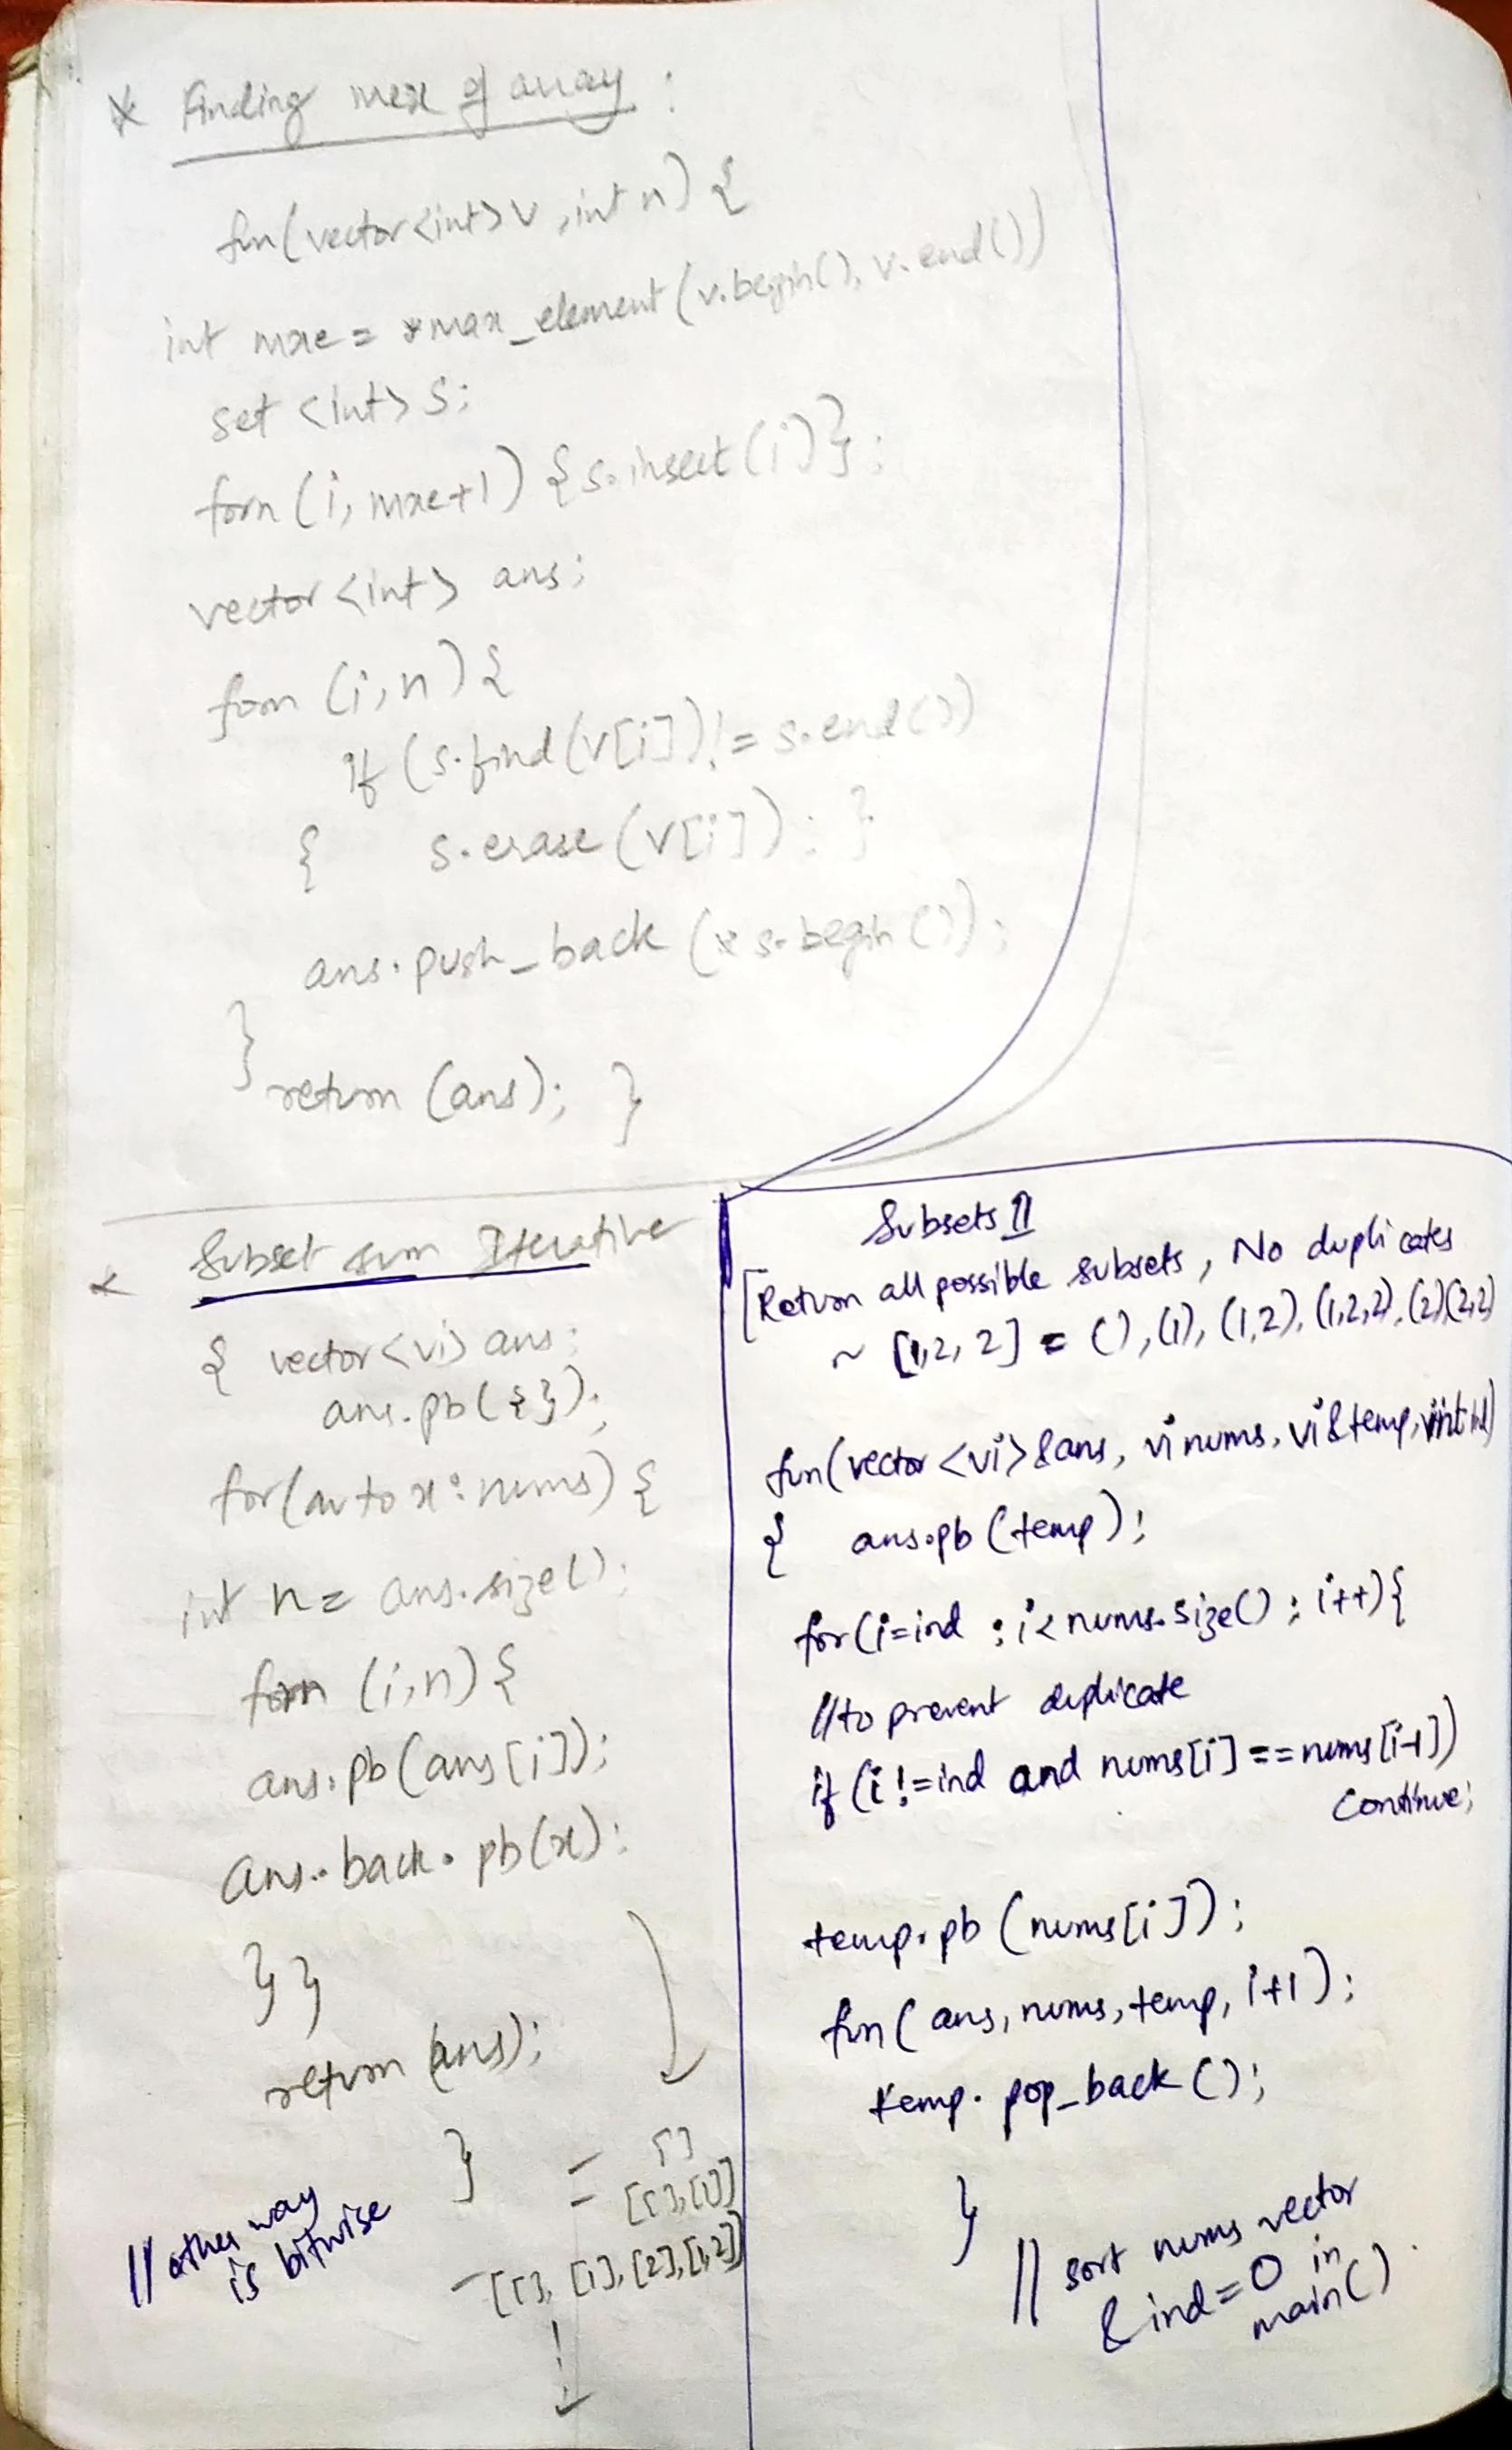 * Finding mex of array :
fun(vector<int> v, int n) {
int mxe = *max_element(v.begin(), v.end())
set <int> s;
forn (i, mxe+1) {s.insert(i)};
vector <int> ans;
forn (i,n) {
if (s.find(v[i]) != s.end())
{ s.erase(v[i]); }
ans.push_back (*s.begin());
}
return (ans); }
Subset sum Iterative
{ vector<vi> ans;
ans.pb({});
for(auto x : nums) {
int n = ans.size();
forn (i,n) {
ans.pb(ans[i]);
ans.back.pb(x);
}}
return (ans);
}
= []
= [[],[1]]
- [[], [1], [2], [1,2]]
// other way
is bitwise
Subsets II
[Return all possible subsets, No duplicates
~ [1,2,2] = (), (1), (1,2), (1,2,2), (2)(2,2)
fun(vector <vi> &ans, vi nums, vi &temp, int
{ ans.pb (temp);
for(i=ind ; i< nums.size() ; i++){
//to prevent duplicate
if (i !=ind and nums[i] == nums[i-1])
continue;
temp.pb (nums[i]);
fun( ans, nums, temp, i+1);
temp. pop_back ();
}
// sort nums vector
& ind = 0 in
main()